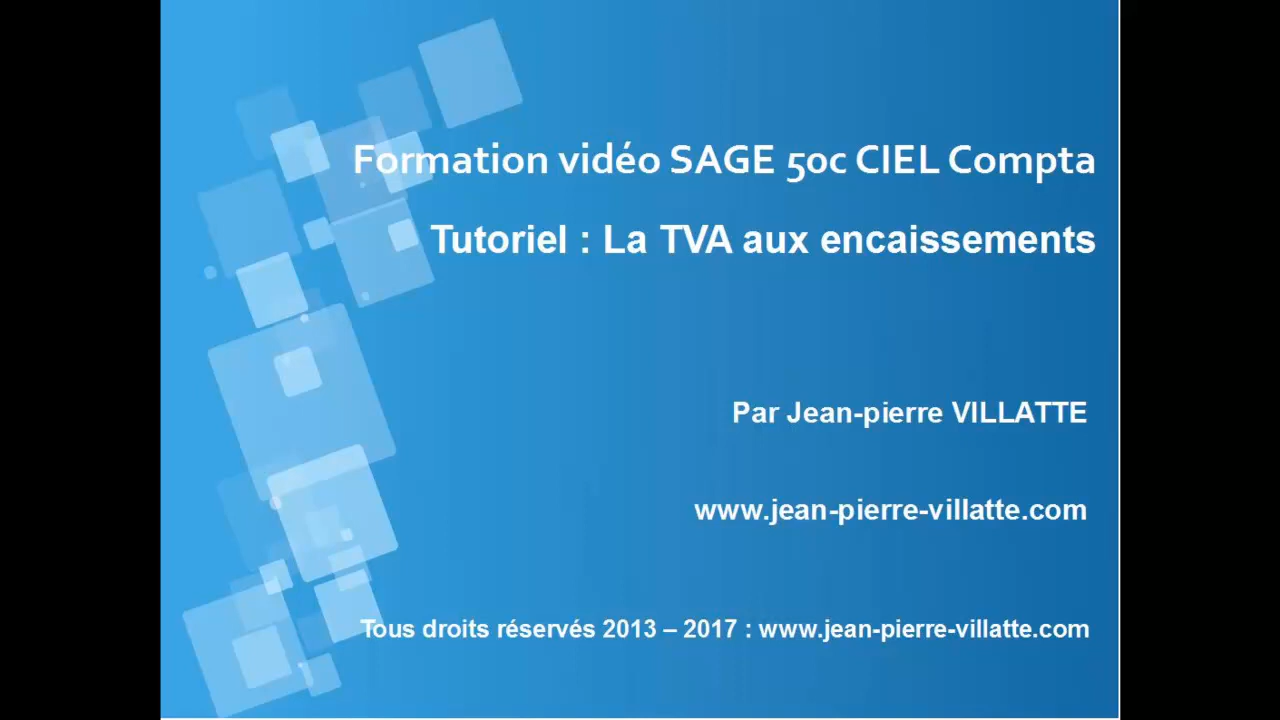 Formation vidéo SAGE 50c CIEL Compta
Tutoriel : La TVA aux encaissements
Par Jean-pierre VILLATTE
www.jean-pierre-villatte.com
Tous droits réservés 2013 – 2017 : www.jean-pierre-villatte.com